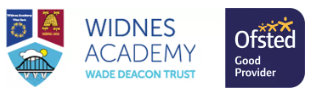 WIDNES
ACADEMY
WADE DEACON TRUST
Ofsted
Good
Provider